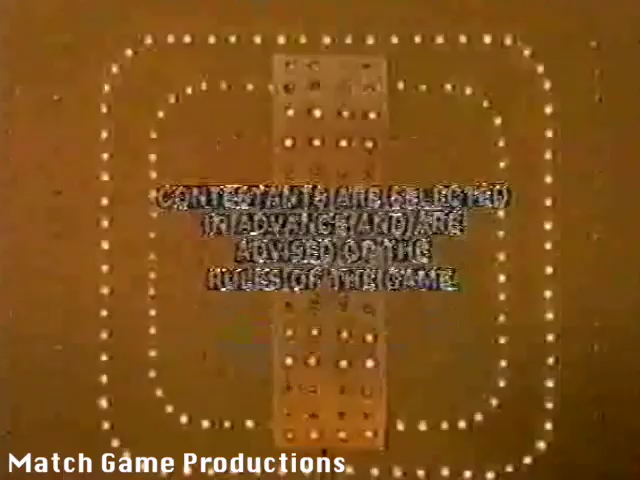 CONTESTANTS ARE SELECTED
IN ADVANCE AND ARE
ADVISED OF THE
RULES OF THE GAME.
Match Game Productions